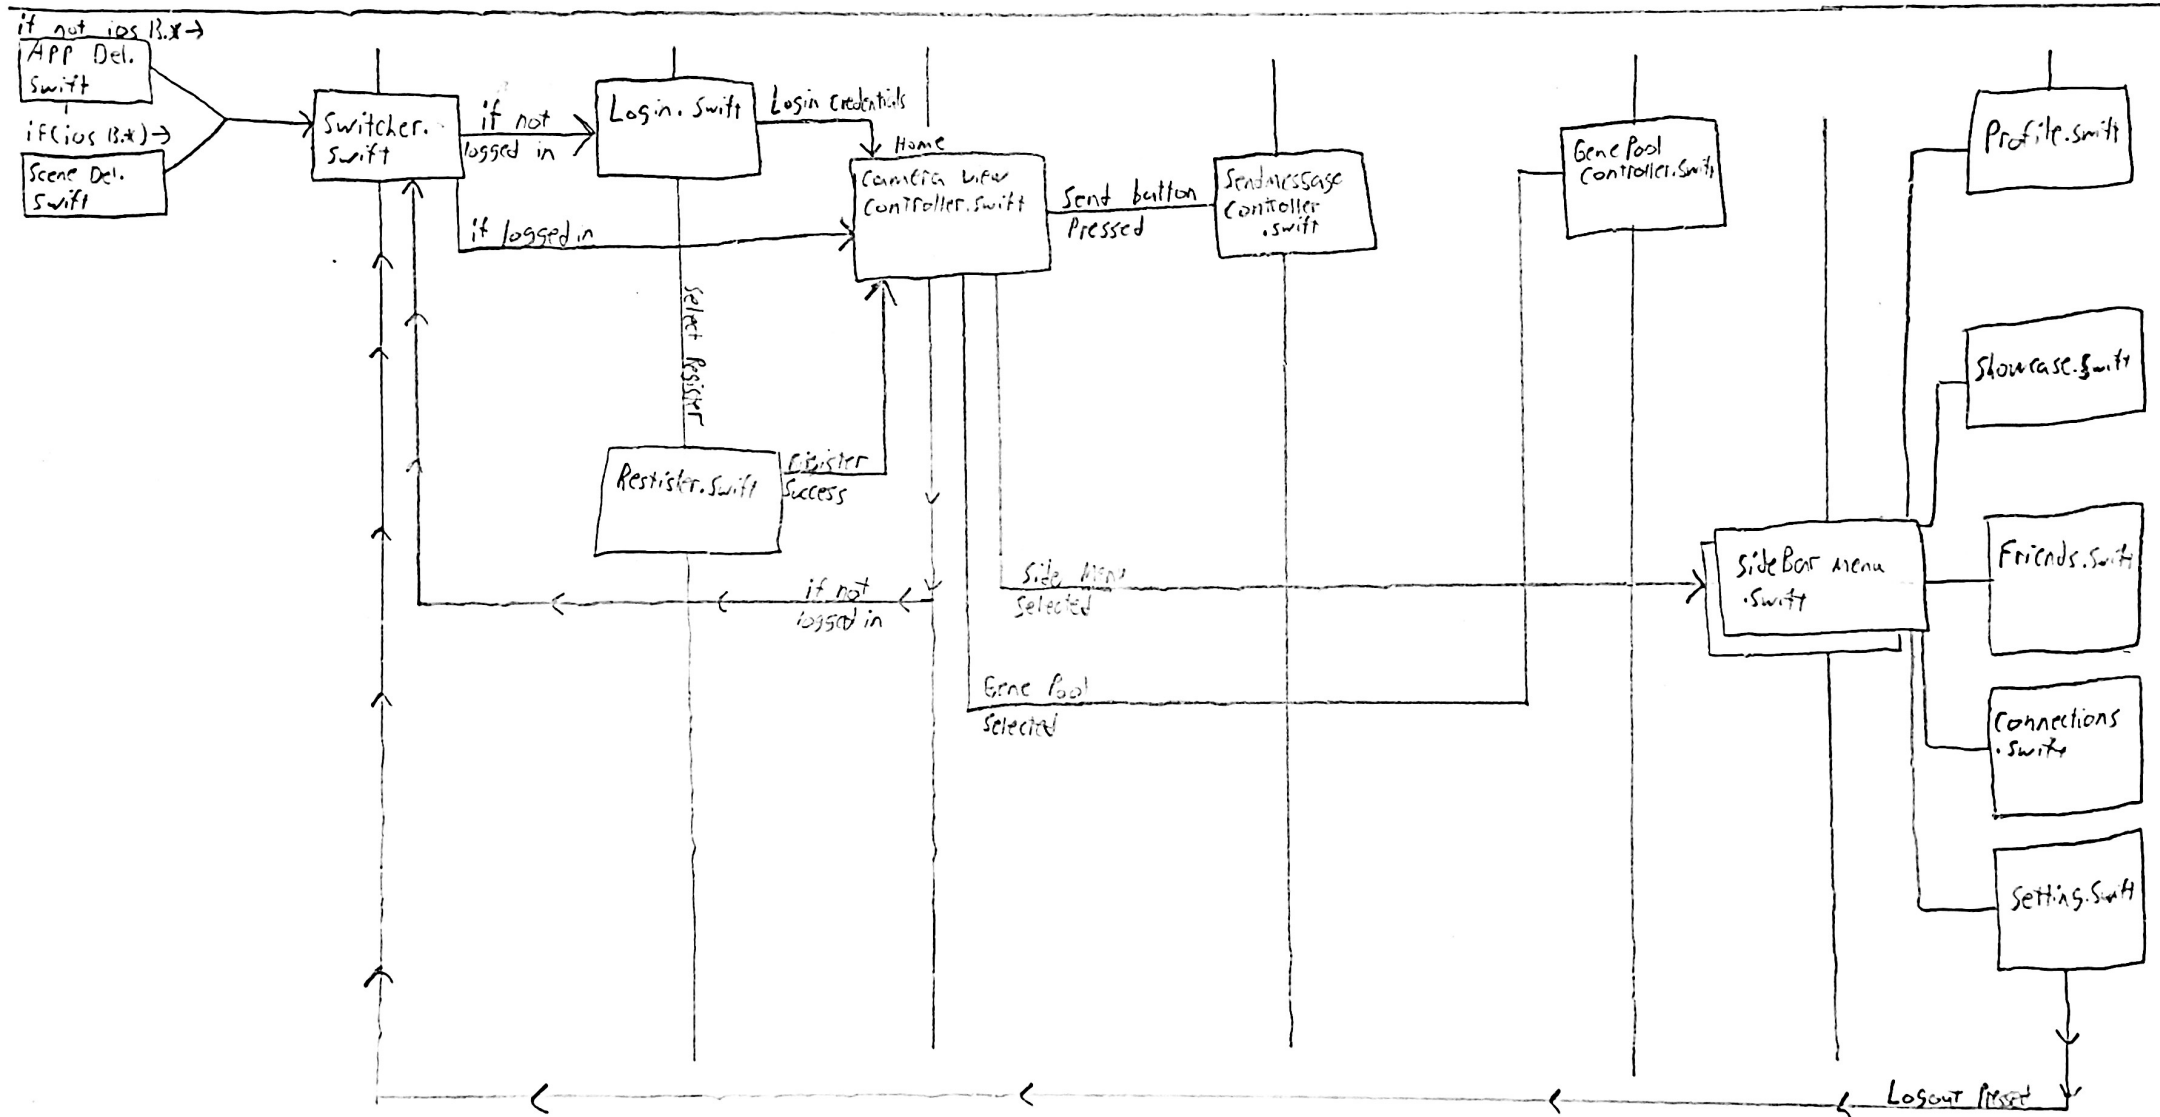 if not ios 13.x →
App Del.
Swift
if (ios 13.x) →
Scene Del.
Swift
Switcher.
Swift
if not
logged in
if logged in
Login. Swift
Login Credentials
Select Register
Restister.Swift
register
Success
Home
Camera view
Controller.swift
Send button
Pressed
Sendmessage
Controller
.swift
if not
logged in
Side Menu
Selected
Gene Pool
Selected
Gene Pool
Controller.Swift
SideBar Menu
.Swift
Profile.swift
Showcase.Swift
Friends.Swift
Connections
.Swift
Setting.Swift
Logout Pressed